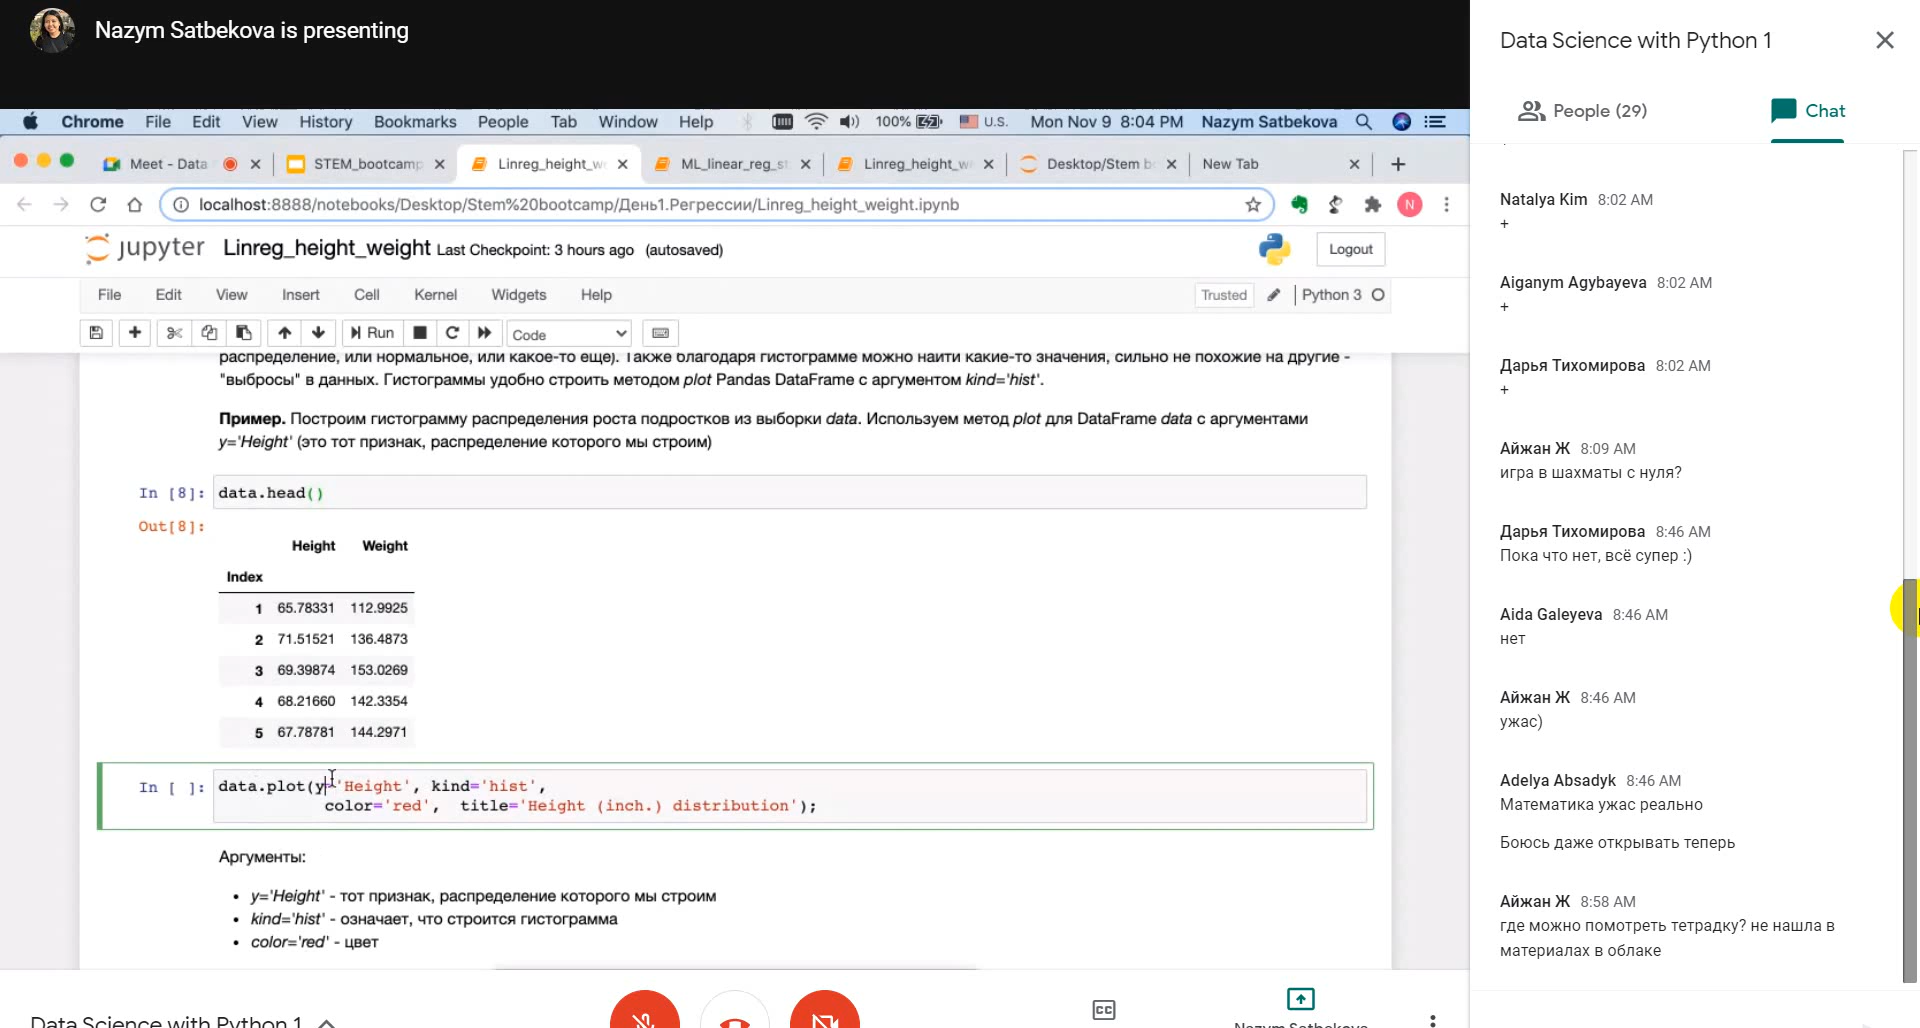 Nazym Satbekova is presenting
Chrome File Edit View History Bookmarks People Tab Window Help 100% U.S. Mon Nov 9 8:04 PM Nazym Satbekova
Meet - Data STEM_bootcamp Linreg_height_w ML_linear_reg_st Linreg_height_w Desktop/Stem b New Tab
localhost:8888/notebooks/Desktop/Stem%20bootcamp/День1.Регрессии/Linreg_height_weight.ipynb
N
jupyter Linreg_height_weight Last Checkpoint: 3 hours ago (autosaved)
Logout
File Edit View Insert Cell Kernel Widgets Help
Trusted Python 3
Run Code
распределение, или нормальное, или какое-то еще). Также благодаря гистограмме можно найти какие-то значения, сильно не похожие на другие -
"выбросы" в данных. Гистограммы удобно строить методом plot Pandas DataFrame с аргументом kind='hist'.
Пример. Построим гистограмму распределения роста подростков из выборки data. Используем метод plot для DataFrame data с аргументами
y='Height' (это тот признак, распределение которого мы строим)
In [8]: data.head()
Out[8]:
Height Weight
Index
1 65.78331 112.9925
2 71.51521 136.4873
3 69.39874 153.0269
4 68.21660 142.3354
5 67.78781 144.2971
In [ ]: data.plot(y='Height', kind='hist',
color='red', title='Height (inch.) distribution');
Аргументы:
• y='Height' - тот признак, распределение которого мы строим
• kind='hist' - означает, что строится гистограмма
• color='red' - цвет
Data Science with Python 1
CC
Nazym Satbekova
Data Science with Python 1
People (29)
Chat
Natalya Kim 8:02 AM
+
Aiganym Agybayeva 8:02 AM
+
Дарья Тихомирова 8:02 AM
+
Айжан Ж 8:09 AM
игра в шахматы с нуля?
Дарья Тихомирова 8:46 AM
Пока что нет, всё супер :)
Aida Galeyeva 8:46 AM
нет
Айжан Ж 8:46 AM
ужас)
Adelya Absadyk 8:46 AM
Математика ужас реально
Боюсь даже открывать теперь
Айжан Ж 8:58 AM
где можно помотреть тетрадку? не нашла в
материалах в облаке